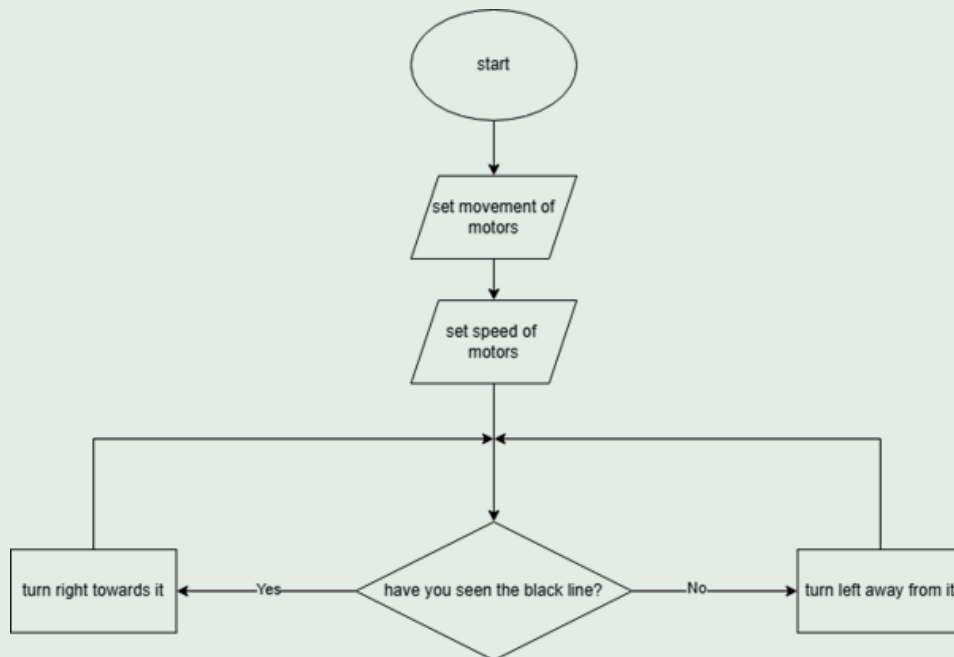 start
set movement of
motors
set speed of
motors
turn right towards it
Yes
have you seen the black line?
No
turn left away from it